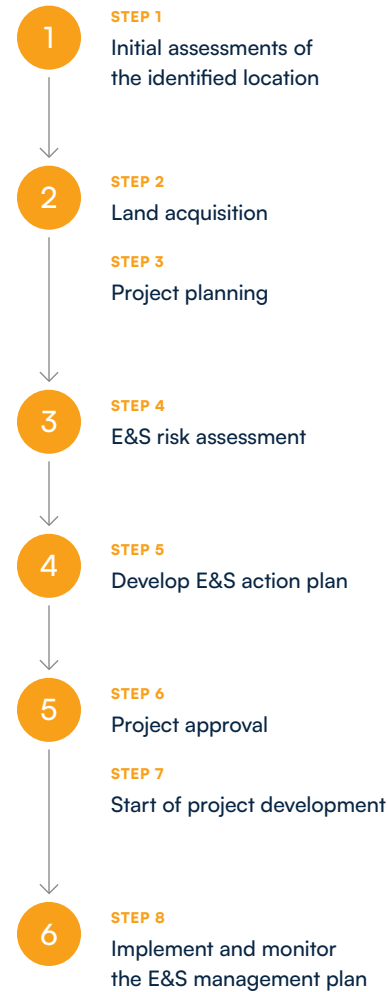 1
STEP 1
Initial assessments of
the identified location
2
STEP 2
Land acquisition
STEP 3
Project planning
3
STEP 4
E&S risk assessment
4
STEP 5
Develop E&S action plan
5
STEP 6
Project approval
STEP 7
Start of project development
6
STEP 8
Implement and monitor
the E&S management plan